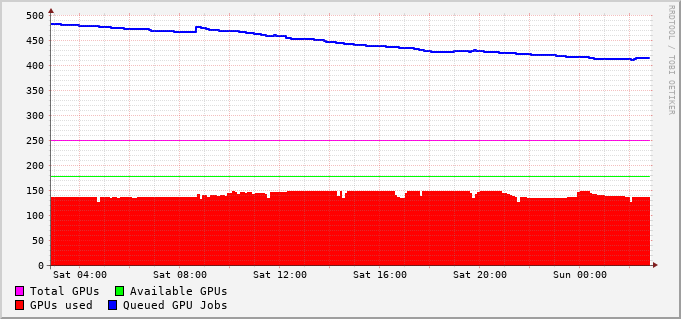 500
450
400
350
300
250
200
150
100
50
0
Sat 04:00 Sat 08:00 Sat 12:00 Sat 16:00 Sat 20:00 Sun 00:00
Total GPUs Available GPUs
GPUs used Queued GPU Jobs
RRDTOOL / TOBI OETIKER